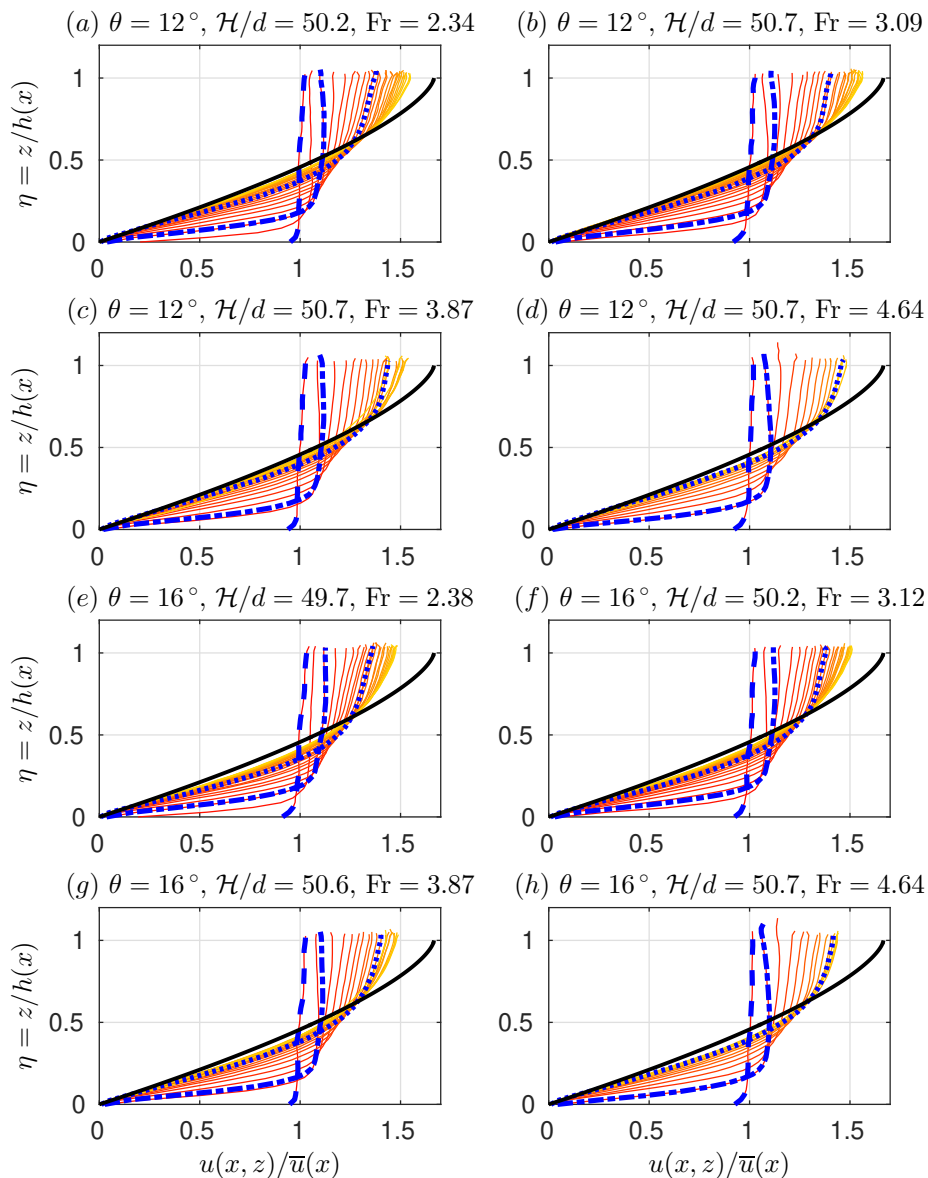 (a) θ = 12°, ℋ/d = 50.2, Fr = 2.34
(b) θ = 12°, ℋ/d = 50.7, Fr = 3.09
η = z/h(x)
1
0.5
0
0 0.5 1 1.5
1
0.5
0
0 0.5 1 1.5
(c) θ = 12°, ℋ/d = 50.7, Fr = 3.87
(d) θ = 12°, ℋ/d = 50.7, Fr = 4.64
η = z/h(x)
1
0.5
0
0 0.5 1 1.5
1
0.5
0
0 0.5 1 1.5
(e) θ = 16°, ℋ/d = 49.7, Fr = 2.38
(f) θ = 16°, ℋ/d = 50.2, Fr = 3.12
η = z/h(x)
1
0.5
0
0 0.5 1 1.5
1
0.5
0
0 0.5 1 1.5
(g) θ = 16°, ℋ/d = 50.6, Fr = 3.87
(h) θ = 16°, ℋ/d = 50.7, Fr = 4.64
η = z/h(x)
1
0.5
0
0 0.5 1 1.5
u(x, z)/u̅(x)
1
0.5
0
0 0.5 1 1.5
u(x, z)/u̅(x)